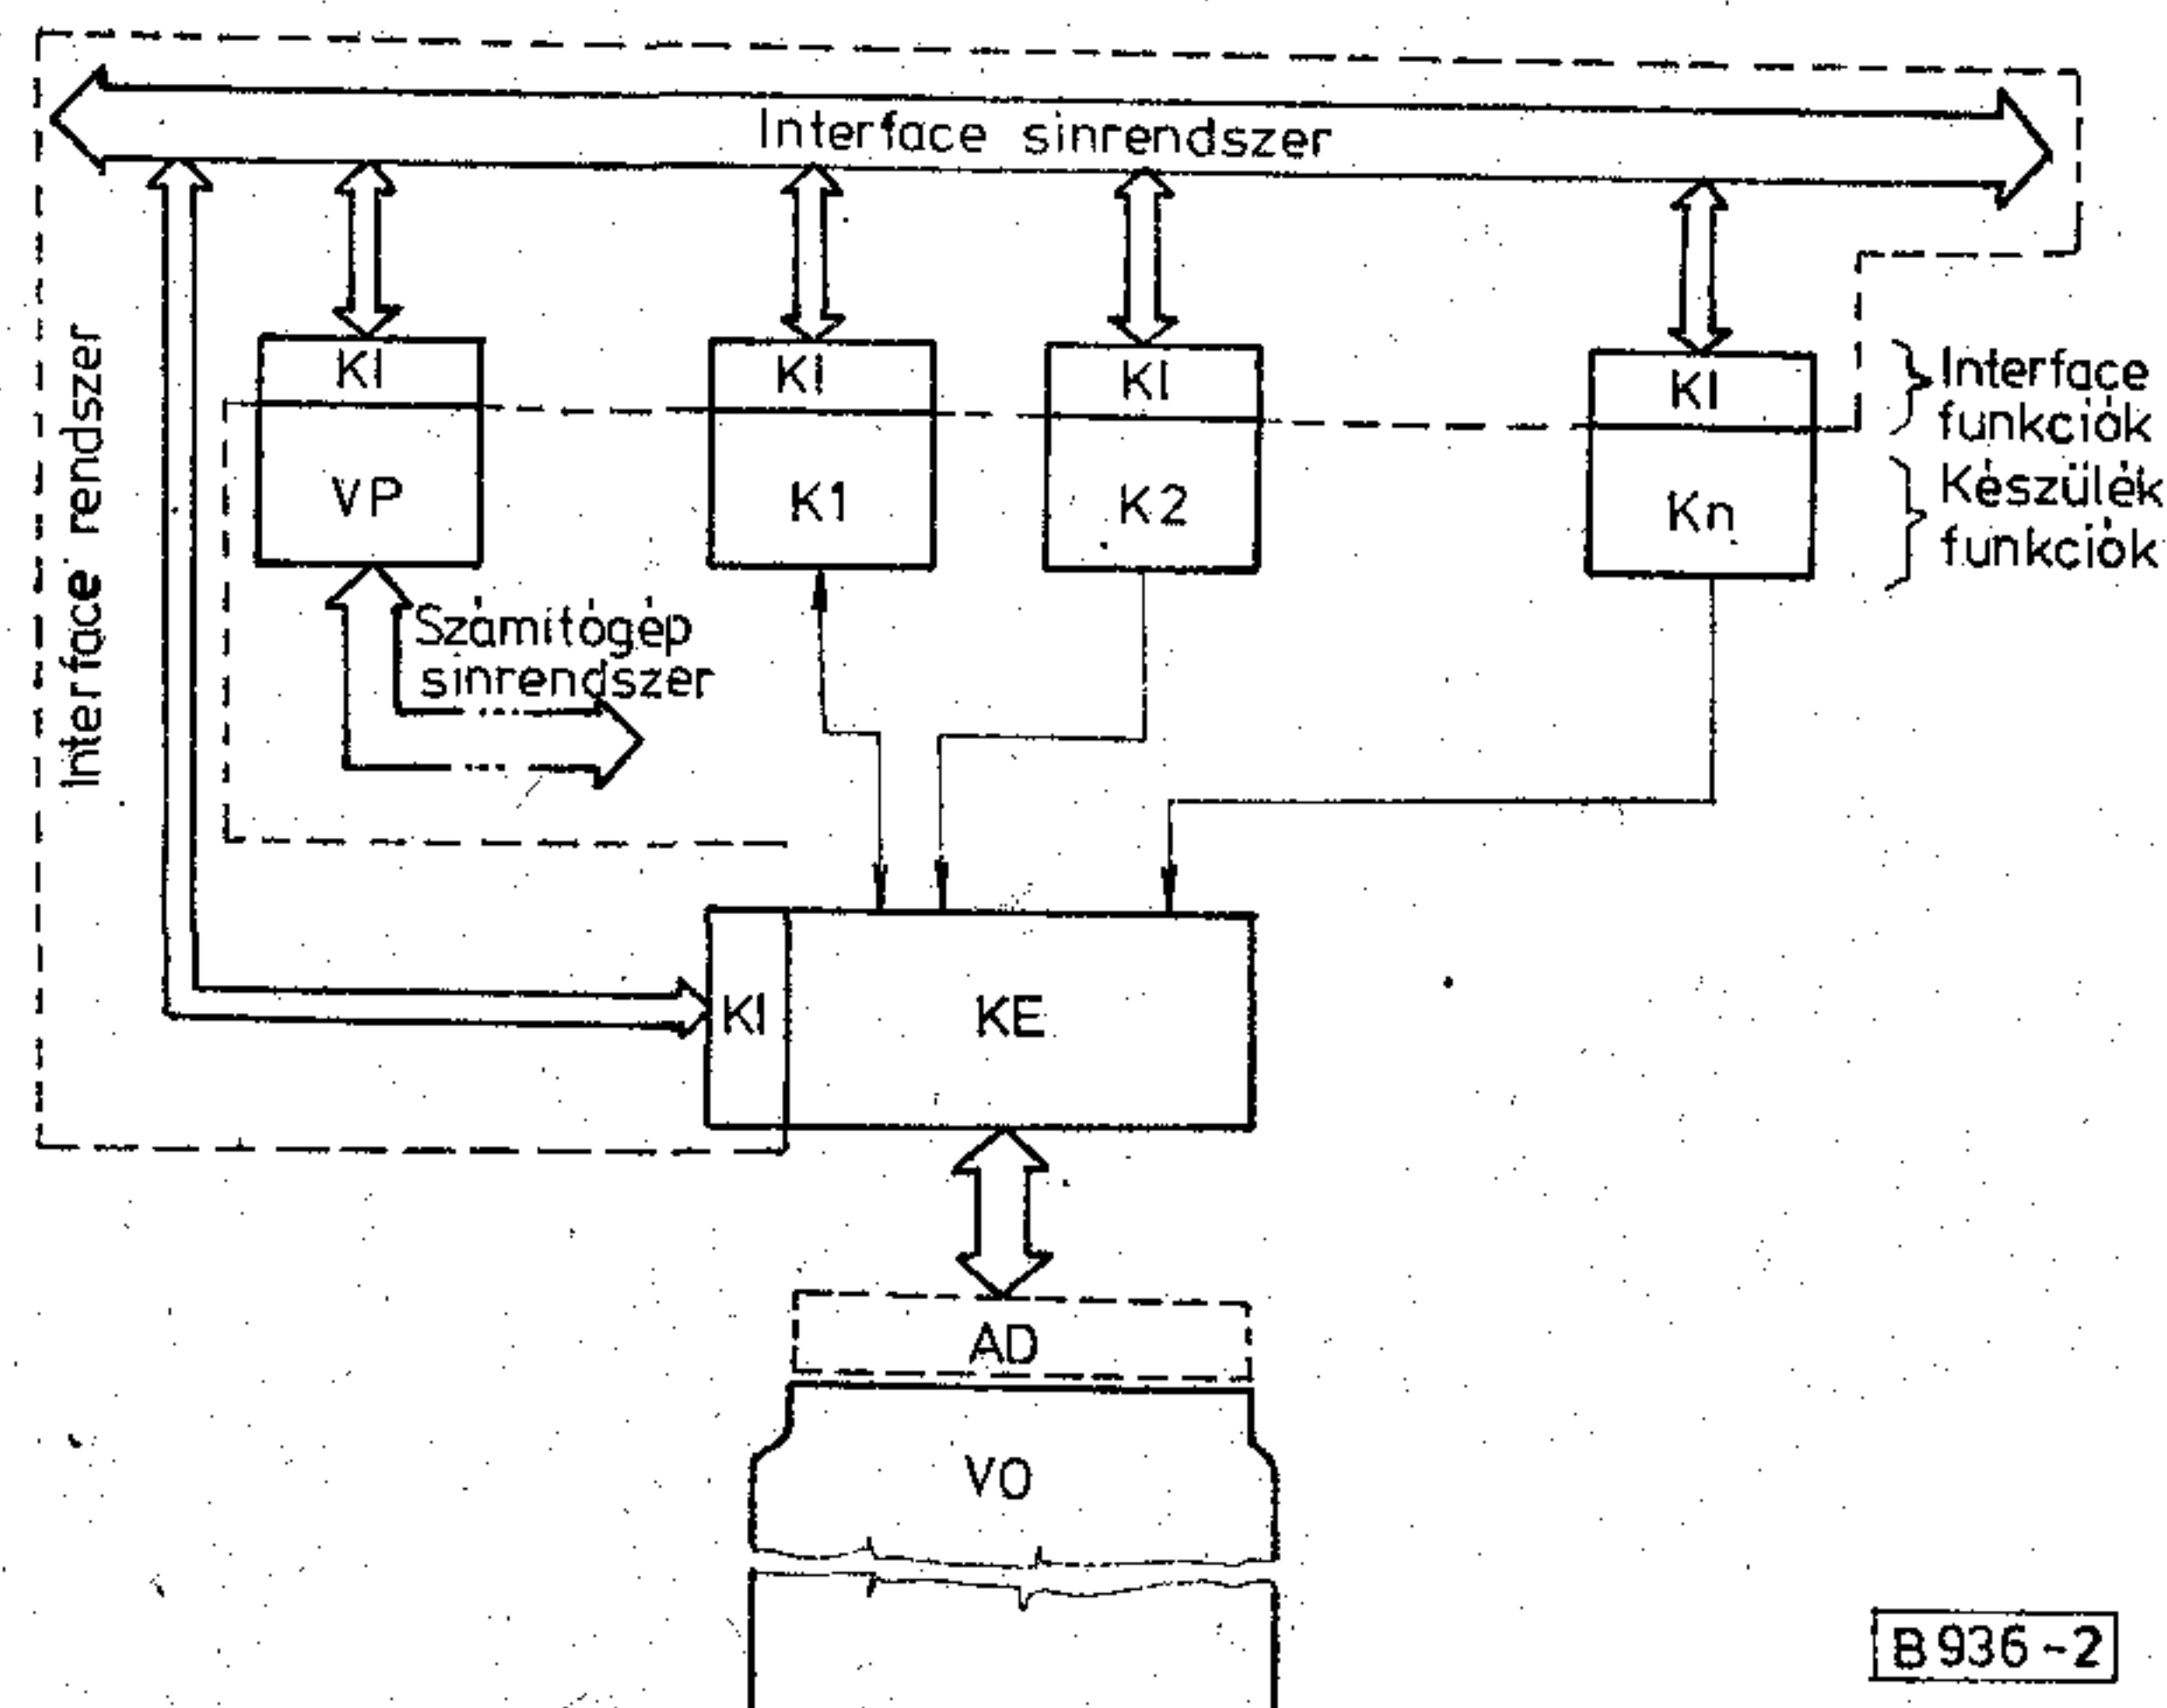 Interface sinrendszer
Interface rendszer
KI
KI
KI
KI
Interface
funkciók
VP
K1
K2
Kn
Készülék
funkciók
Számitógép
sinrendszer
KI
KE
AD
VO
B936-2